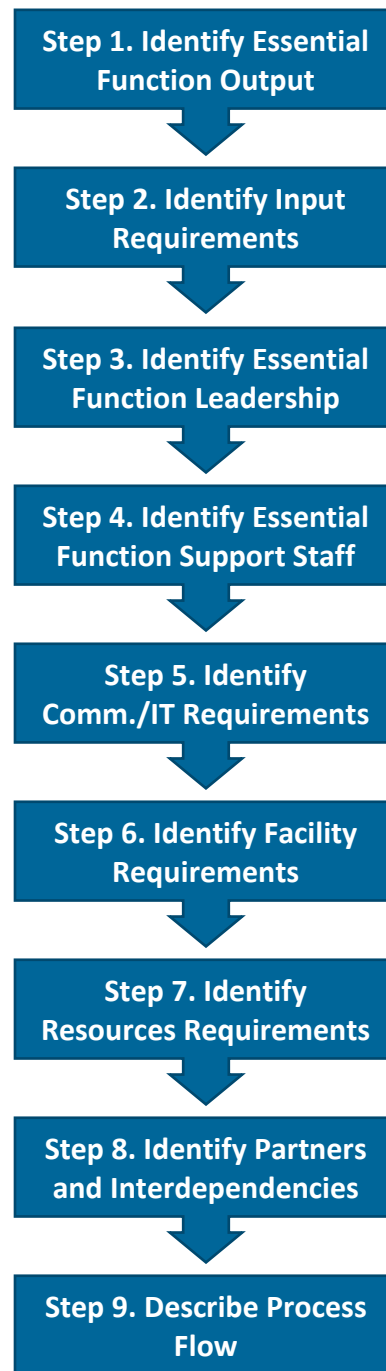 Step 1. Identify Essential
Function Output
Step 2. Identify Input
Requirements
Step 3. Identify Essential
Function Leadership
Step 4. Identify Essential
Function Support Staff
Step 5. Identify
Comm./IT Requirements
Step 6. Identify Facility
Requirements
Step 7. Identify
Resources Requirements
Step 8. Identify Partners
and Interdependencies
Step 9. Describe Process
Flow